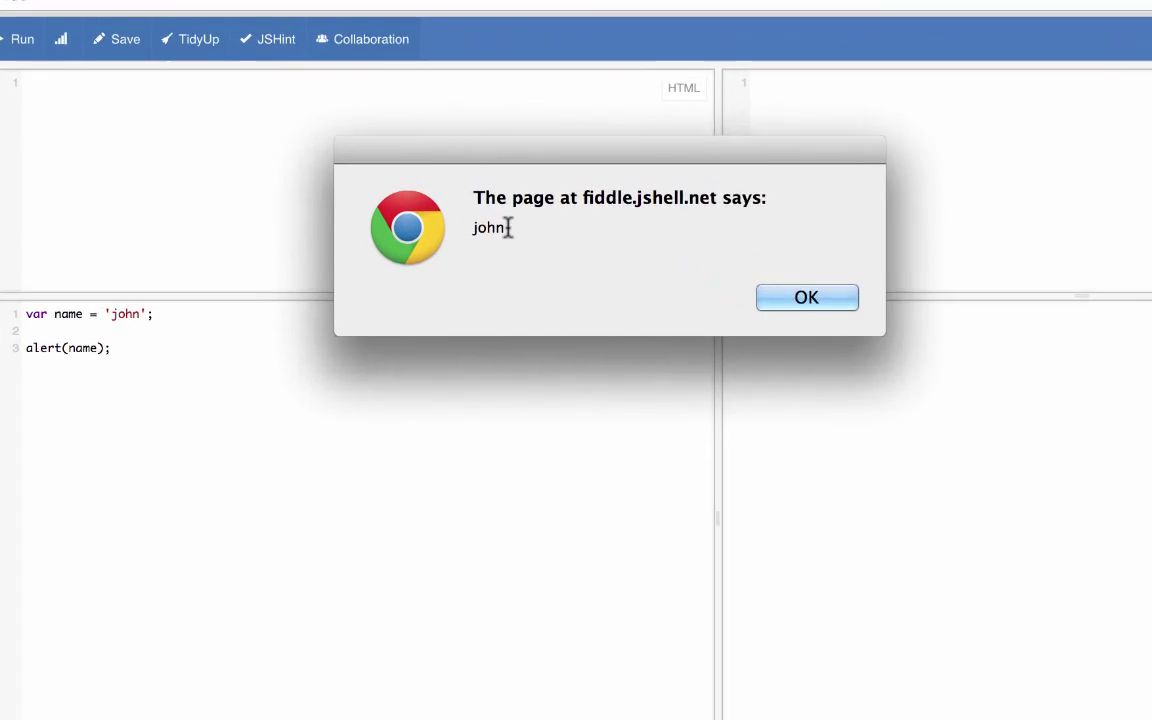 Run Save TidyUp JSHint Collaboration
1
HTML
1
The page at fiddle.jshell.net says:
john
OK
1 var name = 'john';
2
3 alert(name);